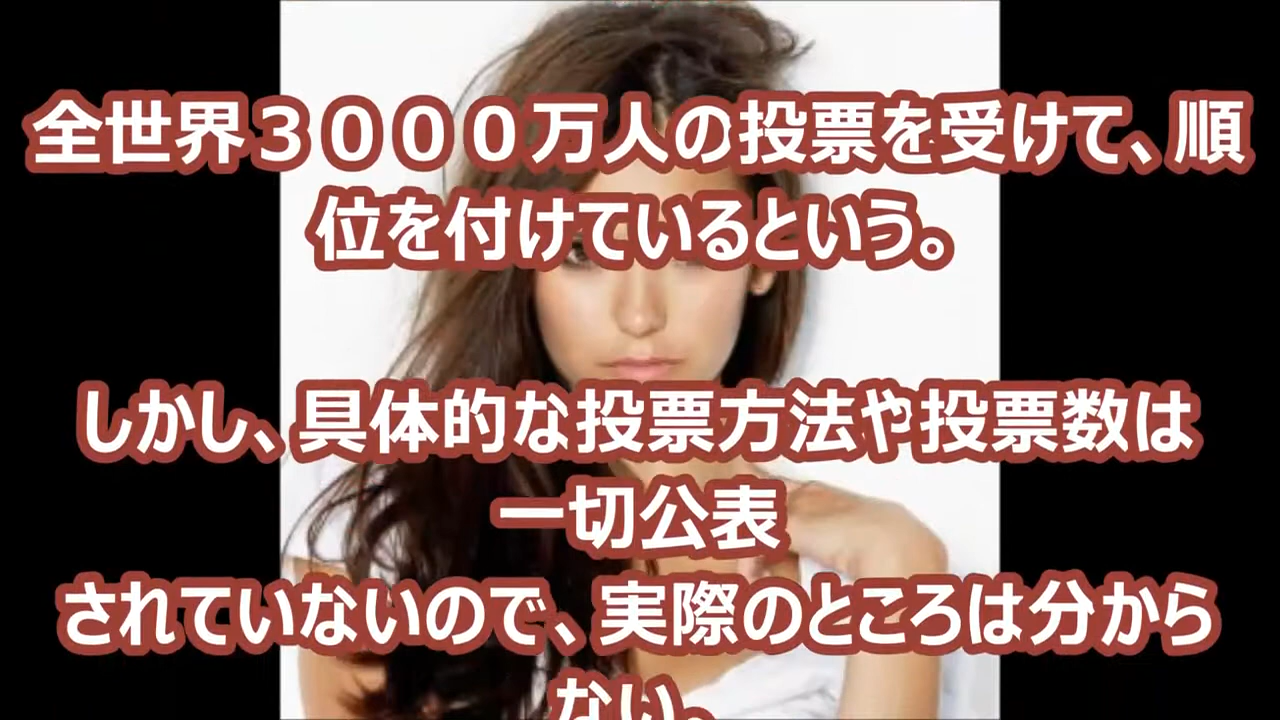 全世界３０００万人の投票を受けて、順
位を付けているという。
しかし、具体的な投票方法や投票数は
一切公表
されていないので、実際のところは分から
ない。